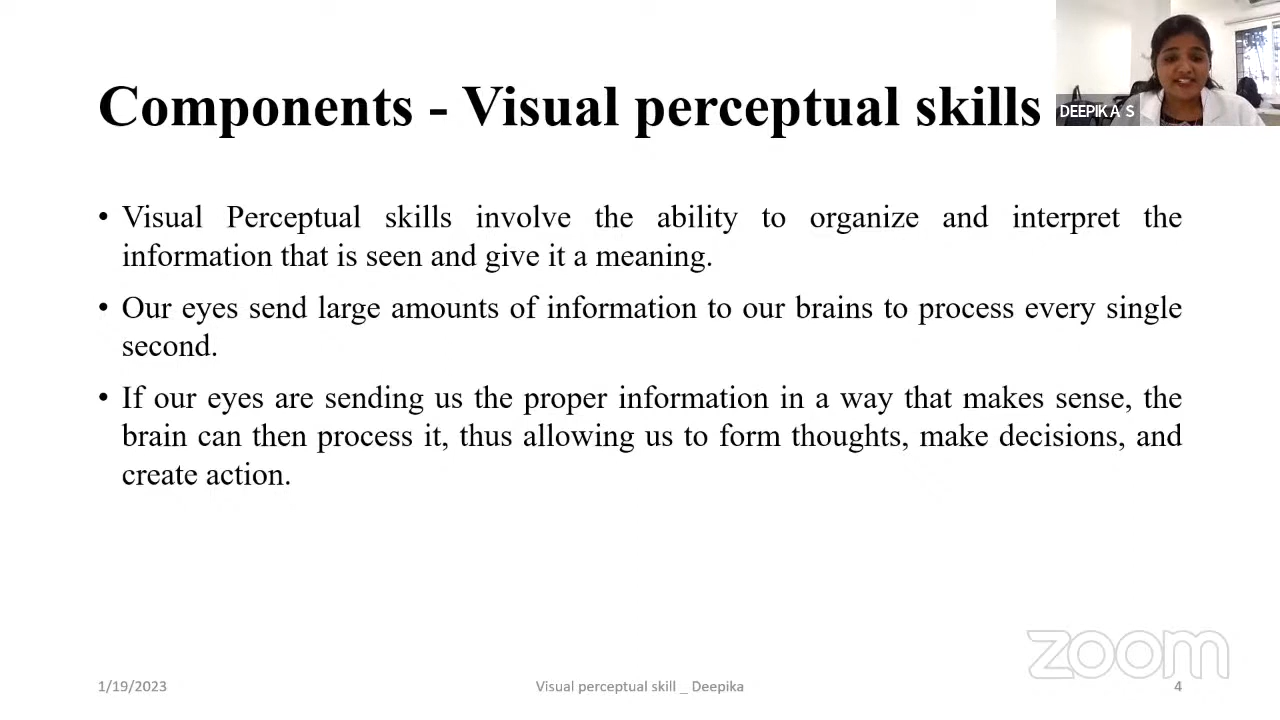 Components - Visual perceptual skills
DEEPIKA S
• Visual Perceptual skills involve the ability to organize and interpret the
information that is seen and give it a meaning.
• Our eyes send large amounts of information to our brains to process every single
second.
• If our eyes are sending us the proper information in a way that makes sense, the
brain can then process it, thus allowing us to form thoughts, make decisions, and
create action.
zoom
1/19/2023 Visual perceptual skill _ Deepika 4